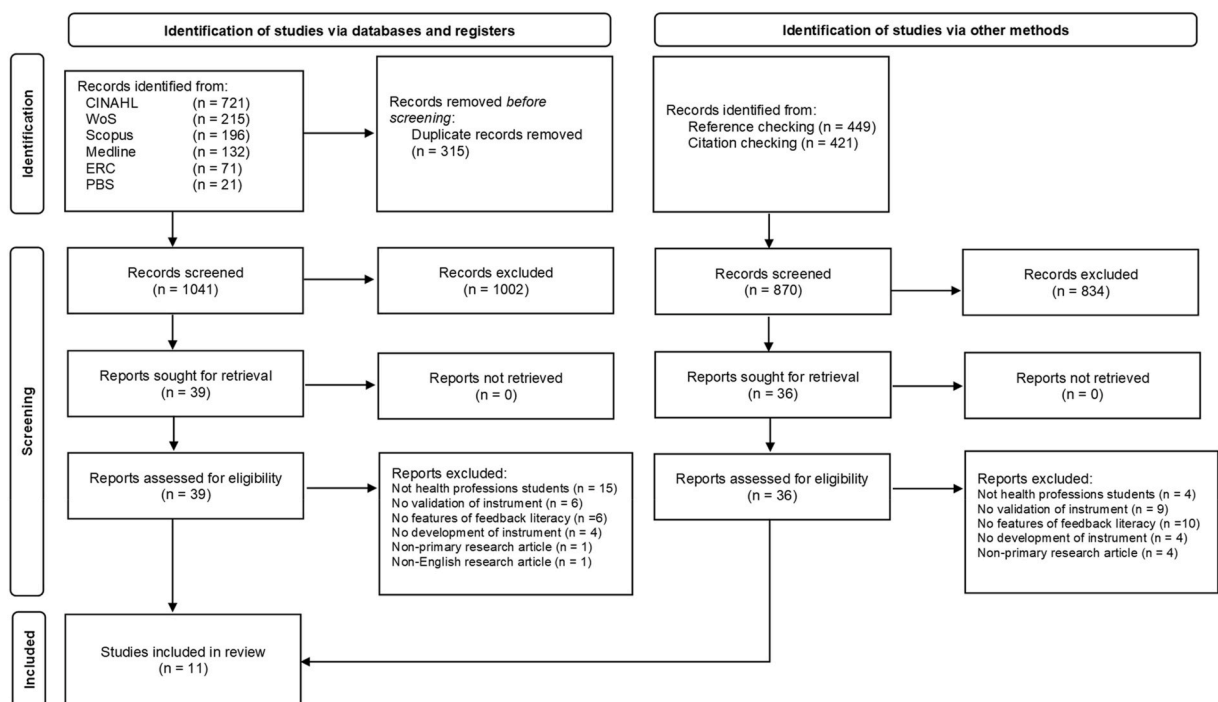 Identification of studies via databases and registers
Identification of studies via other methods
Identification
Records identified from:
CINAHL (n = 721)
WoS (n = 215)
Scopus (n = 196)
Medline (n = 132)
ERC (n = 71)
PBS (n = 21)
Records removed before
screening:
Duplicate records removed
(n = 315)
Records identified from:
Reference checking (n = 449)
Citation checking (n = 421)
Screening
Records screened
(n = 1041)
Records excluded
(n = 1002)
Records screened
(n = 870)
Records excluded
(n = 834)
Reports sought for retrieval
(n = 39)
Reports not retrieved
(n = 0)
Reports sought for retrieval
(n = 36)
Reports not retrieved
(n = 0)
Reports assessed for eligibility
(n = 39)
Reports excluded:
Not health professions students (n = 15)
No validation of instrument (n = 6)
No features of feedback literacy (n =6)
No development of instrument (n = 4)
Non-primary research article (n = 1)
Non-English research article (n = 1)
Reports assessed for eligibility
(n = 36)
Reports excluded:
Not health professions students (n = 4)
No validation of instrument (n = 9)
No features of feedback literacy (n =10)
No development of instrument (n = 4)
Non-primary research article (n = 4)
Included
Studies included in review
(n = 11)